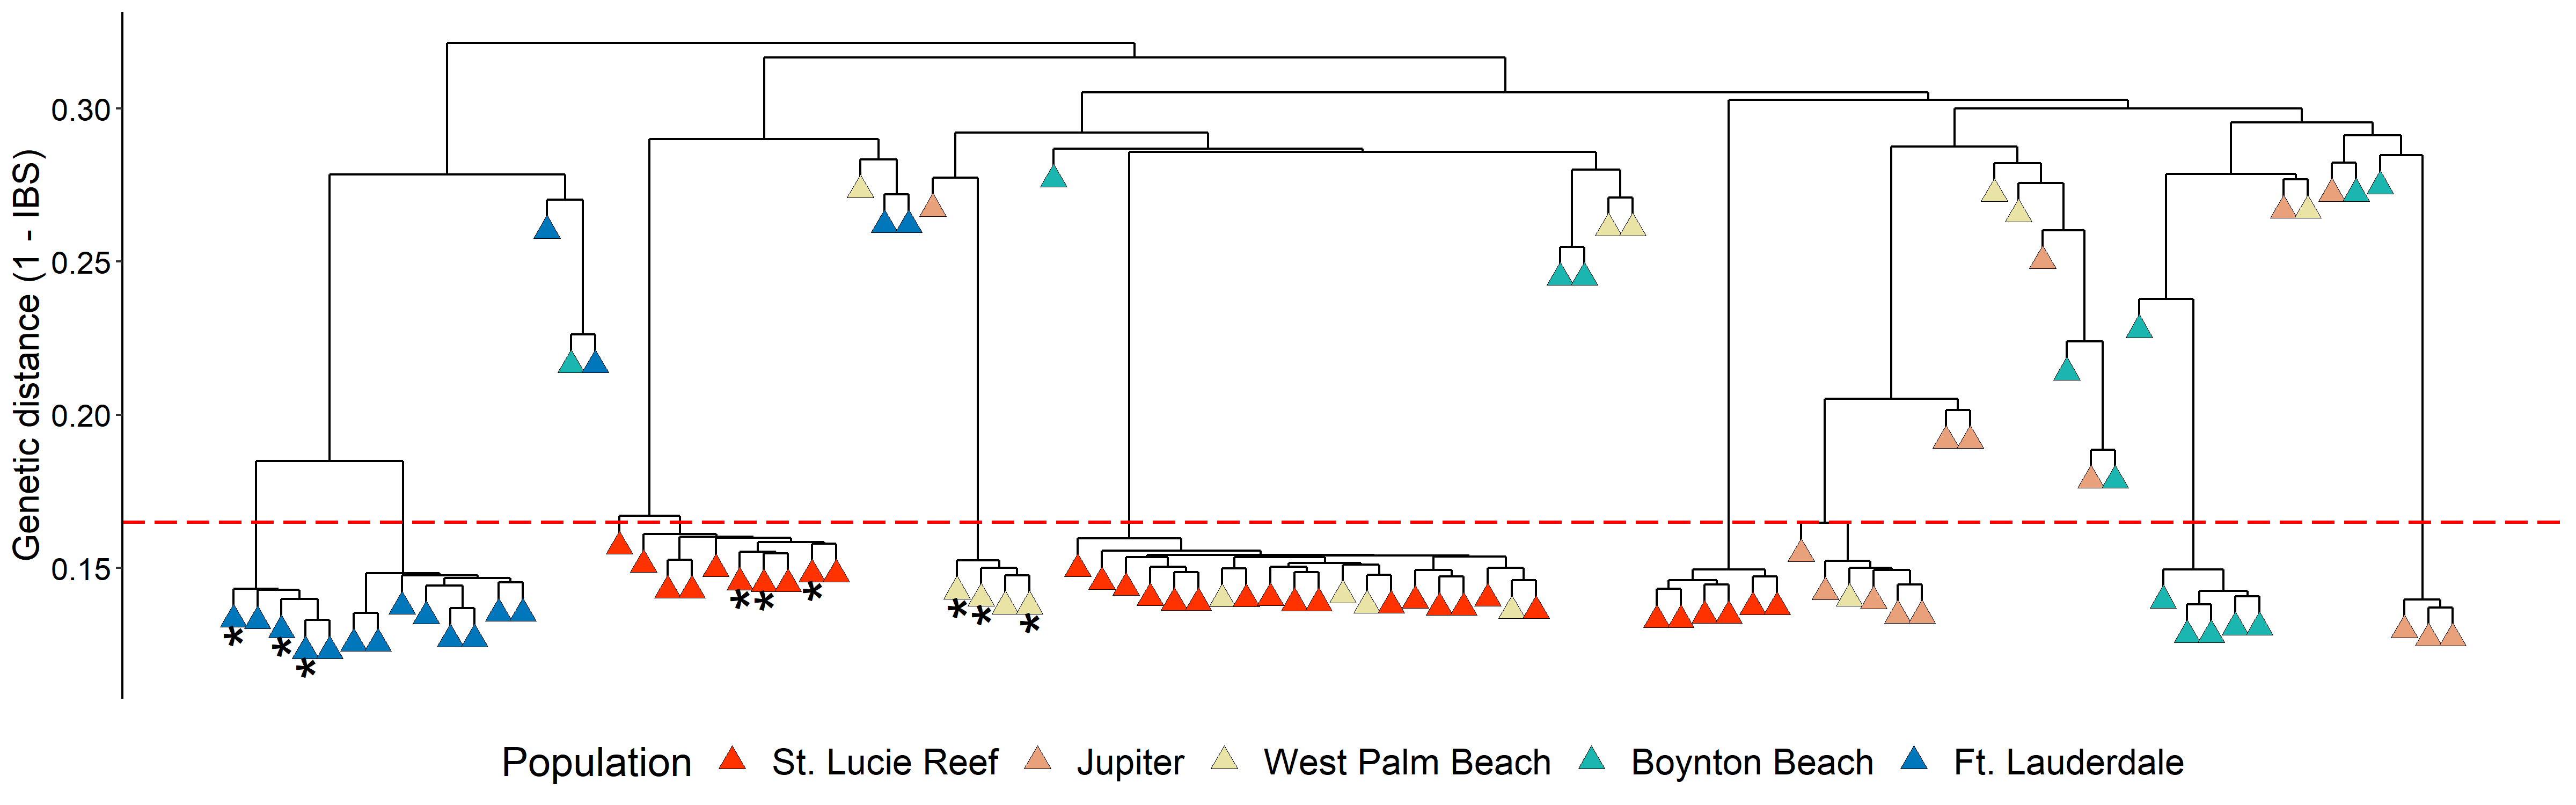 Genetic distance (1 - IBS)
0.30
0.25
0.20
0.15
* * * * * * * * *
Population St. Lucie Reef Jupiter West Palm Beach Boynton Beach Ft. Lauderdale